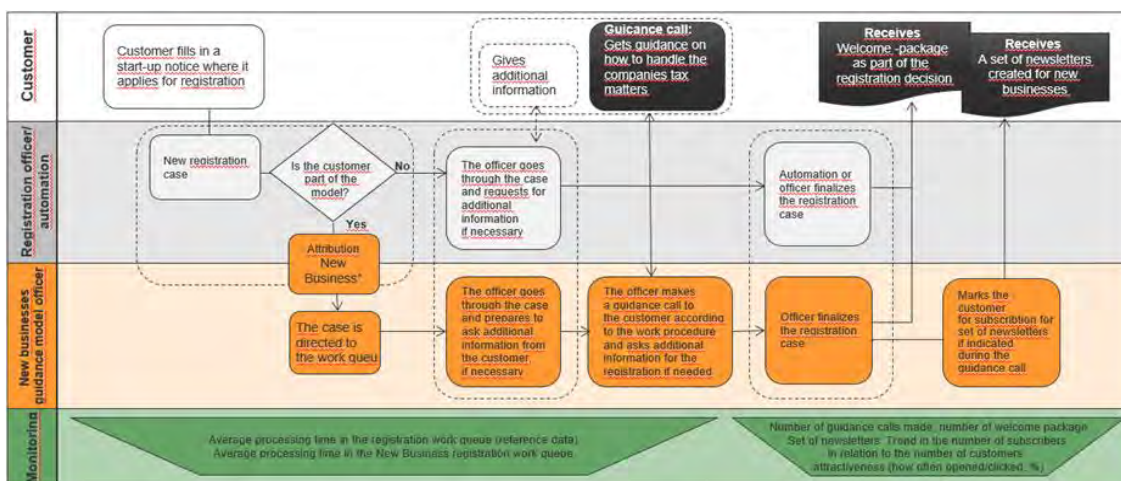 Customer
Customer fills in a
start-up notice where it
applies for registration
Gives
additional
information
Guicance call:
Gets guidance on
how to handle the
companies tax
matters
Receives
Welcome -package
as part of the
registration decision
Receives
A set of newsletters
created for new
businesses
Registration officer/
automation
New registration
case
Is the customer
part of the
model?
No
Yes
The officer goes
through the case
and requests for
additional
information
if necessary
Automation or
officer finalizes
the registration
case
New businesses
guidance model officer
Attribution
New
Business*
The case is
directed to
the work queu
The officer goes
through the case
and prepares to
ask additional
information from
the customer,
if necessary
The officer makes
a guidance call to
the customer according
to the work procedure
and asks additional
information for the
registration if needed
Officer finalizes
the registration
case
Marks the
customer
for subscribtion for
set of newsletters
if indicated
during the
guidance call
Monitoring
Average processing time in the registration work queue (reference data)
Average processing time in the New Business registration work queue
Number of guidance calls made, number of welcome package
Set of newsletters: Trend in the number of subscribers
in relation to the number of customers
attractiveness (how often opened/clicked, %)